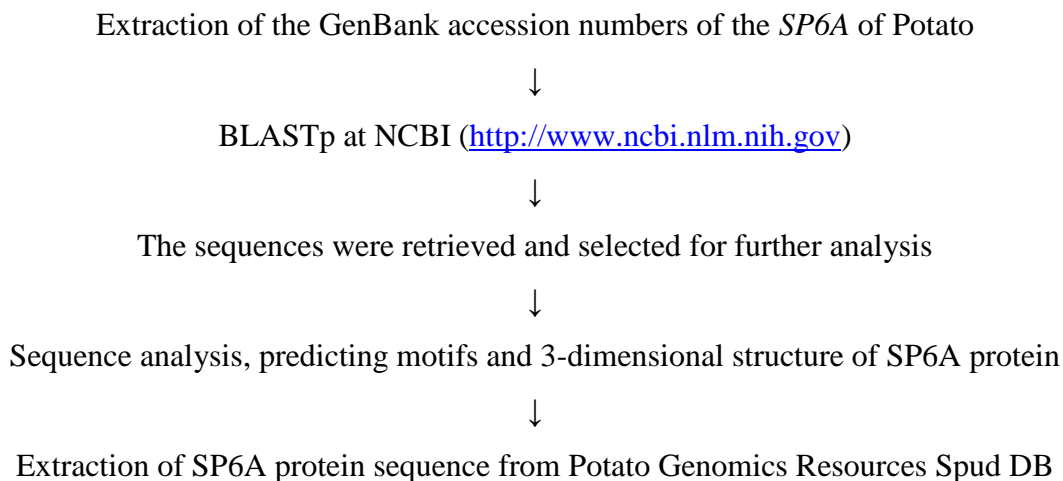 Extraction of the GenBank accession numbers of the SP6A of Potato
↓
BLASTp at NCBI (http://www.ncbi.nlm.nih.gov)
↓
The sequences were retrieved and selected for further analysis
↓
Sequence analysis, predicting motifs and 3-dimensional structure of SP6A protein
↓
Extraction of SP6A protein sequence from Potato Genomics Resources Spud DB